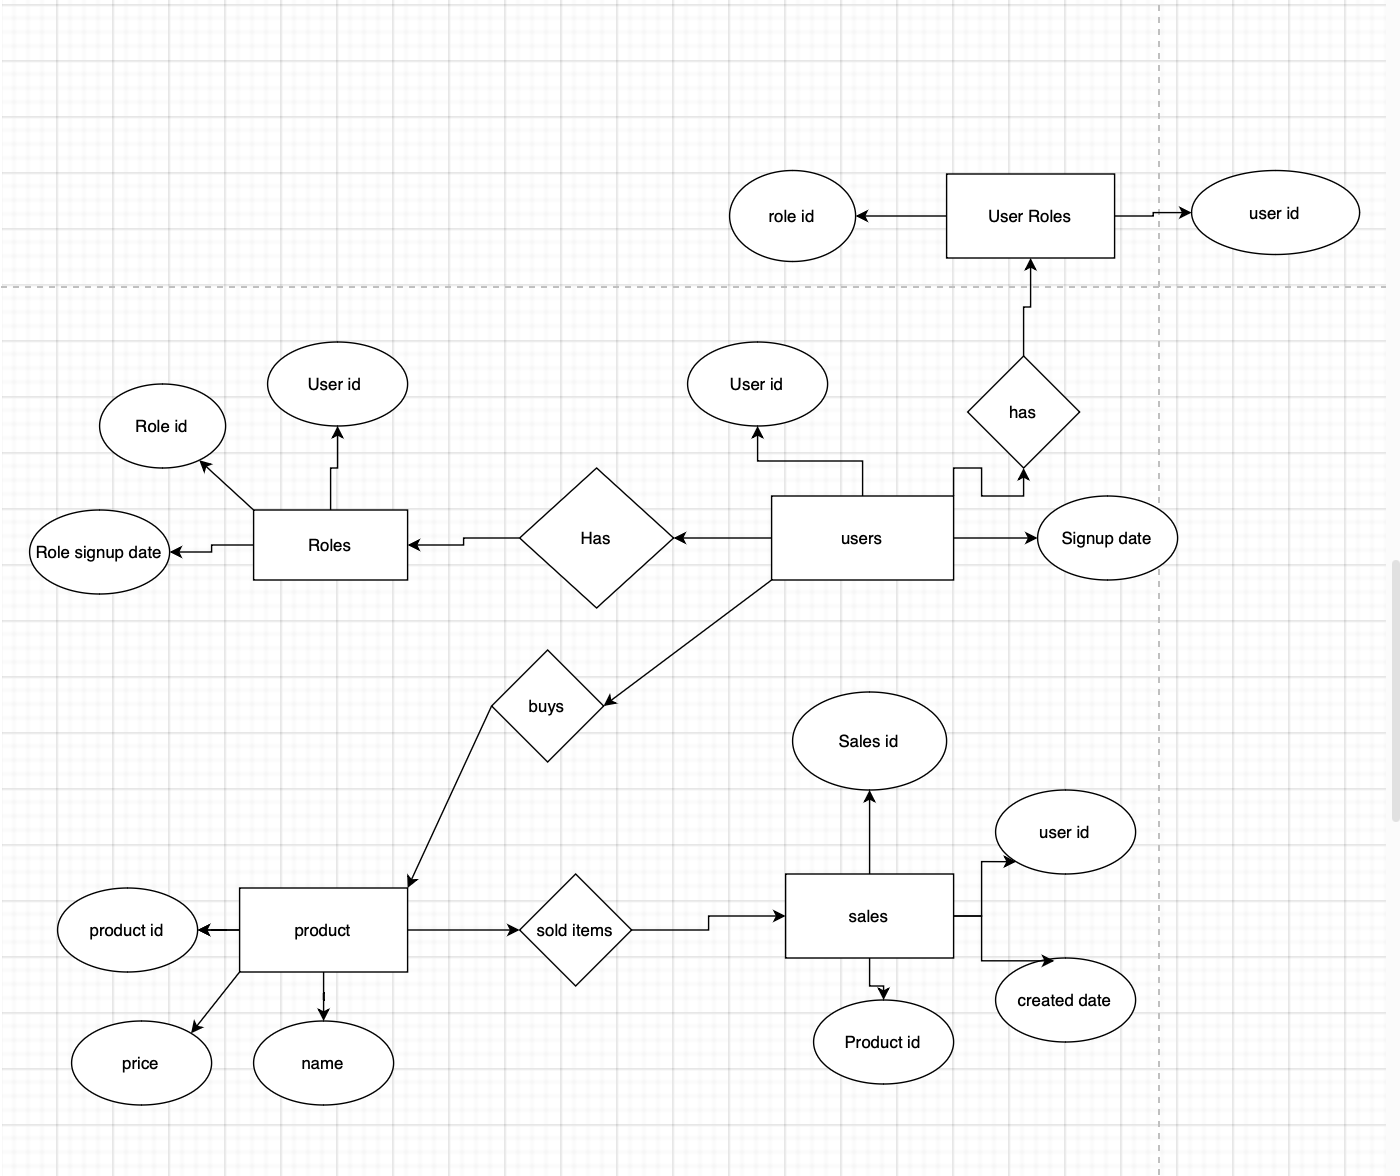 role id
User Roles
user id
User id
User id
Role id
has
Role signup date
Roles
Has
users
Signup date
buys
Sales id
user id
product id
product
sold items
sales
created date
Product id
price
name